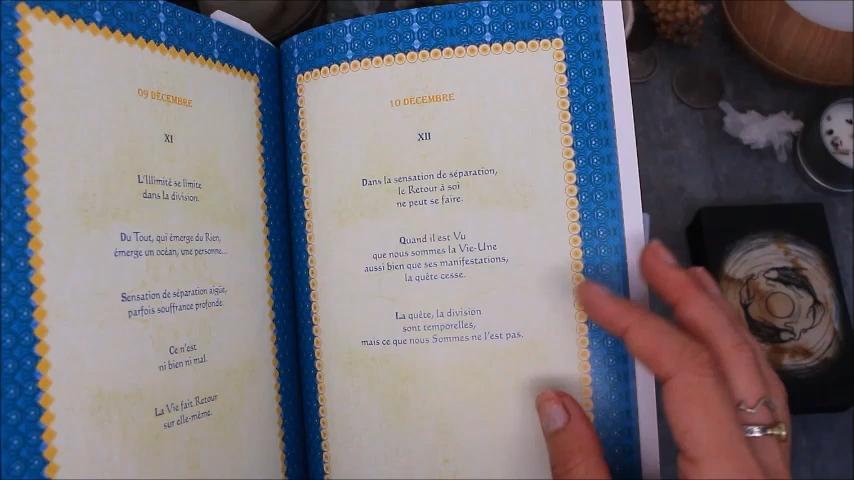 09 DÉCEMBRE
XI
L'Illimité se limite
dans la division.
Du Tout, qui émerge du Rien,
émerge un océan, une personne...
Sensation de séparation aigüe,
parfois souffrance profonde.
Ce n'est
ni bien ni mal.
La Vie fait Retour
sur elle-même.
10 DECEMBRE
XII
Dans la sensation de séparation,
le Retour à soi
ne peut se faire.
Quand il est Vu
que nous sommes la Vie-Une
aussi bien que ses manifestations,
la quête cesse.
La quête, la division
sont temporelles,
mais ce que nous Sommes ne l'est pas.